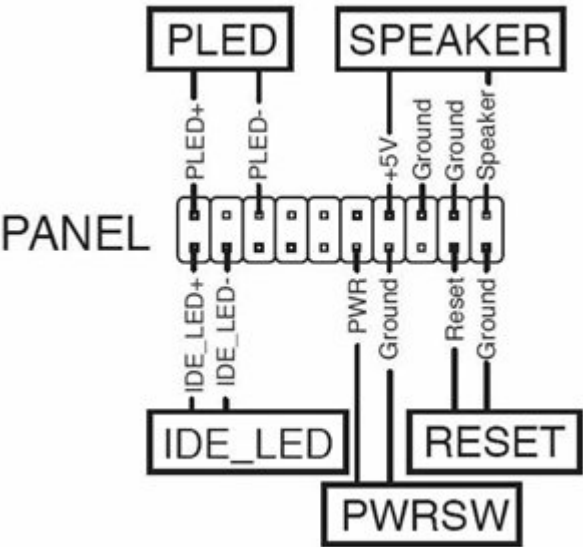 PLED SPEAKER
PLED+ PLED- +5V Ground Ground Speaker
PANEL
IDE_LED+ IDE_LED- PWR Ground Reset Ground
IDE_LED RESET
PWRSW